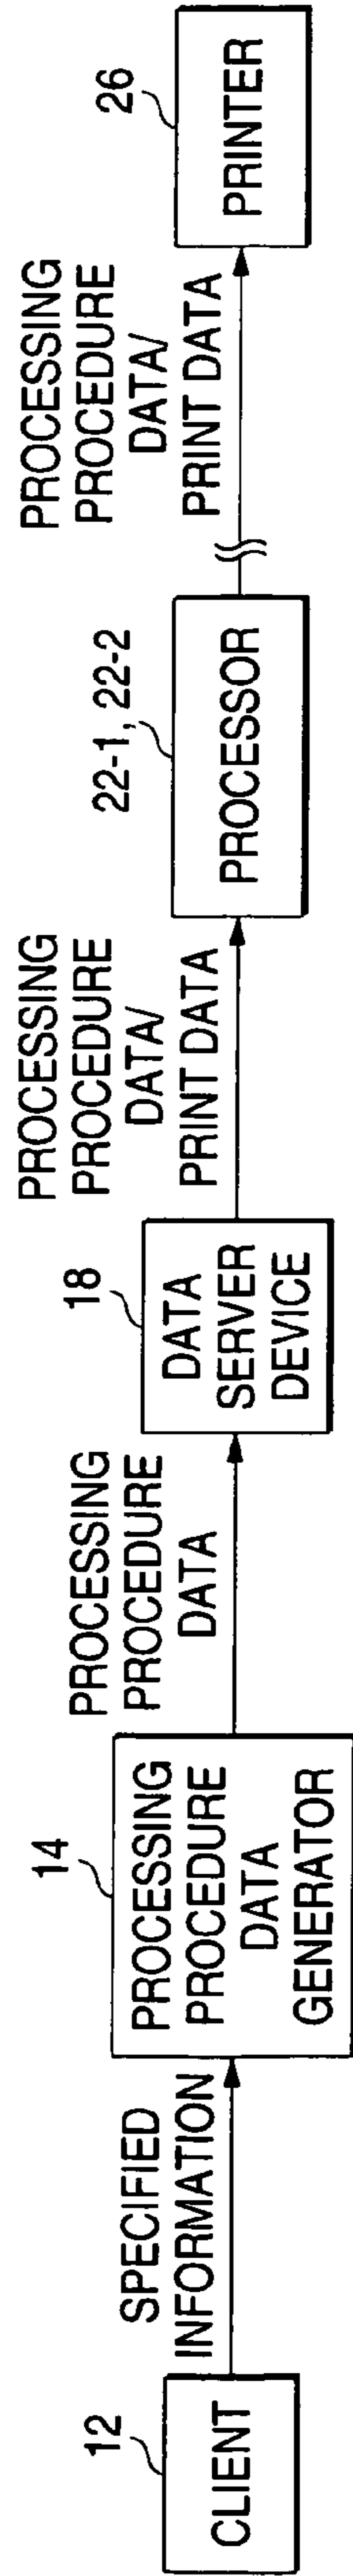 12
CLIENT
SPECIFIED
INFORMATION
14
PROCESSING
PROCEDURE
DATA
GENERATOR
PROCESSING
PROCEDURE
DATA
18
DATA
SERVER
DEVICE
PROCESSING
PROCEDURE
DATA/
PRINT DATA
22-1, 22-2
PROCESSOR
PROCESSING
PROCEDURE
DATA/
PRINT DATA
26
PRINTER